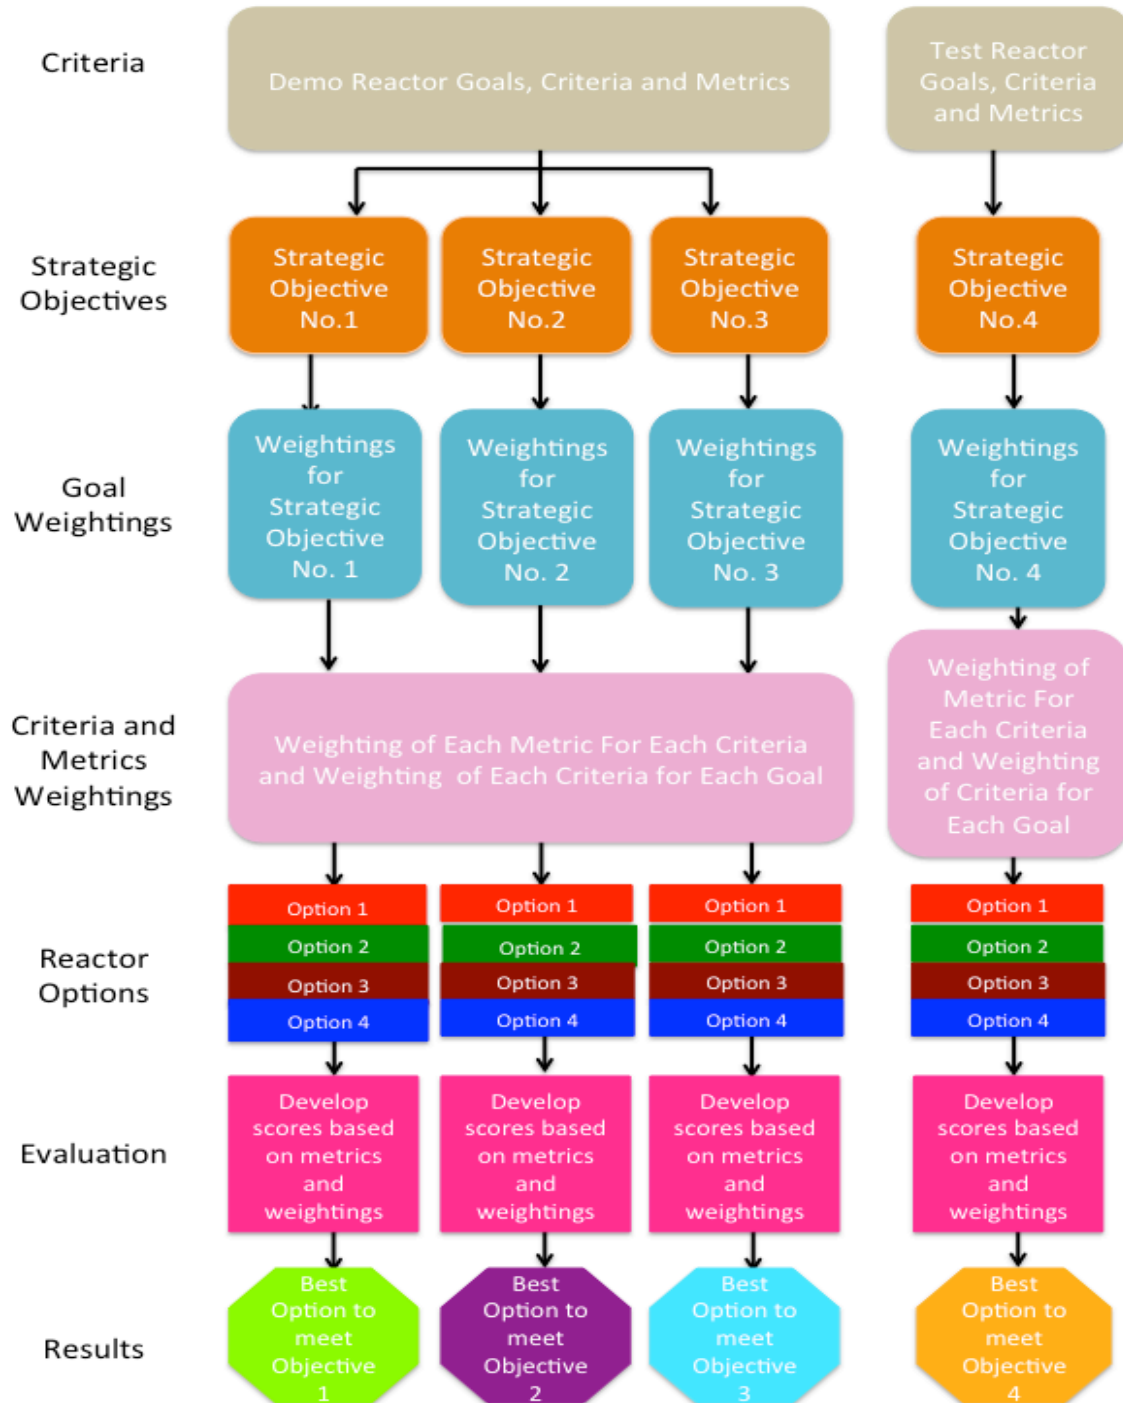 Criteria
Demo Reactor Goals, Criteria and Metrics
Test Reactor
Goals, Criteria
and Metrics
Strategic
Objectives
Strategic
Objective
No.1
Strategic
Objective
No.2
Strategic
Objective
No.3
Strategic
Objective
No.4
Goal
Weightings
Weightings
for
Strategic
Objective
No. 1
Weightings
for
Strategic
Objective
No. 2
Weightings
for
Strategic
Objective
No. 3
Weightings
for
Strategic
Objective
No. 4
Criteria and
Metrics
Weightings
Weighting of Each Metric For Each Criteria
and Weighting of Each Criteria for Each Goal
Weighting of
Metric For
Each Criteria
and Weighting
of Criteria for
Each Goal
Reactor
Options
Option 1
Option 2
Option 3
Option 4
Option 1
Option 2
Option 3
Option 4
Option 1
Option 2
Option 3
Option 4
Option 1
Option 2
Option 3
Option 4
Evaluation
Develop
scores based
on metrics
and
weightings
Develop
scores based
on metrics
and
weightings
Develop
scores based
on metrics
and
weightings
Develop
scores based
on metrics
and
weightings
Results
Best
Option to
meet
Objective
1
Best
Option to
meet
Objective
2
Best
Option to
meet
Objective
3
Best
Option to
meet
Objective
4